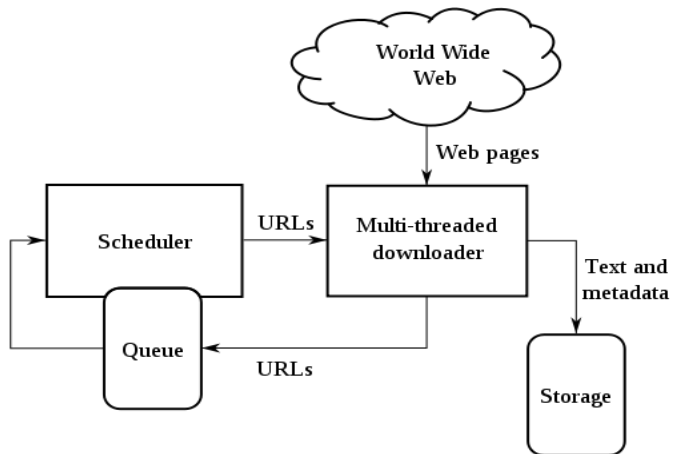 World Wide
Web
Web pages
Scheduler
URLs
Multi-threaded
downloader
Text and
metadata
Queue
URLs
Storage